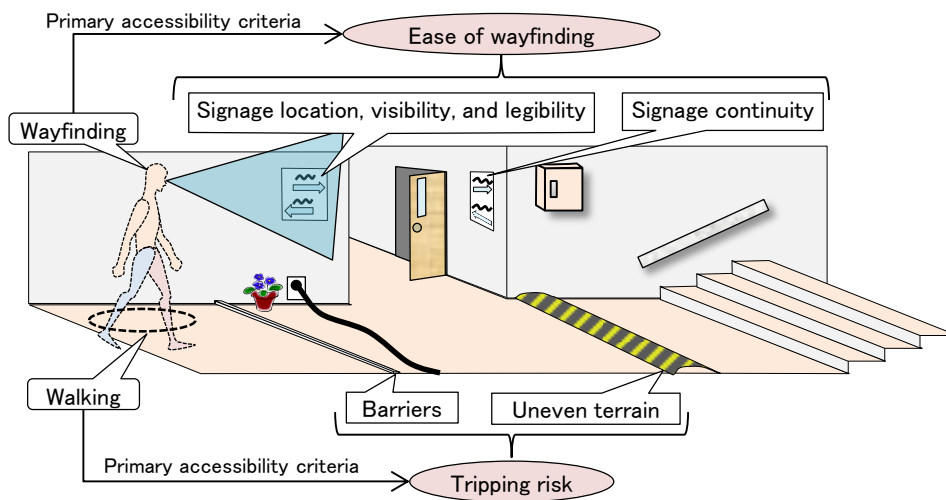 Primary accessibility criteria
Ease of wayfinding
Signage location, visibility, and legibility
Signage continuity
Wayfinding
Walking
Barriers
Uneven terrain
Primary accessibility criteria
Tripping risk